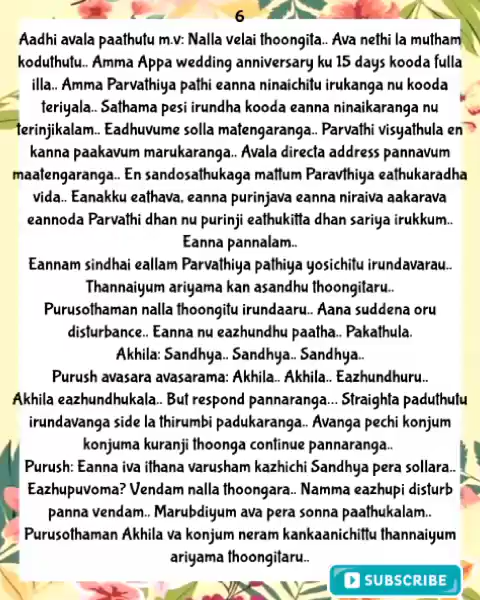 6
Aadhi avala paathutu m.v: Nalla velai thoongita.. Ava nethi la mutham
koduthutu.. Amma Appa wedding anniversary ku 15 days kooda fulla
illa.. Amma Parvathiya pathi eanna ninaichitu irukanga nu kooda
teriyala.. Sathama pesi irundha kooda eanna ninaikaranga nu
terinjikalam.. Eadhuvume solla matengaranga.. Parvathi visyathula en
kanna paakavum marukaranga.. Avala directa address pannavum
maatengaranga.. En sandosathukaga mattum Paravthiya eathukaradha
vida.. Eanakku eathava, eanna purinjava eanna niraiva aakarava
eannoda Parvathi dhan nu purinji eathukitta dhan sariya irukkum..
Eanna pannalam..
Eannam sindhai eallam Parvathiya pathiya yosichitu irundavarau..
Thannaiyum ariyama kan asandhu thoongitaru..
Purusothaman nalla thoongitu irundaaru.. Aana suddena oru
disturbance.. Eanna nu eazhundhu paatha.. Pakathula.
Akhila: Sandhya.. Sandhya.. Sandhya..
Purush avasara avasarama: Akhila.. Akhila.. Eazhundhuru..
Akhila eazhundhukala.. But respond pannaranga... Straighta paduthutu
irundavanga side la thirumbi padukaranga.. Avanga pechi konjum
konjuma kuranji thoonga continue pannaranga..
Purush: Eanna iva ithana varusham kazhichi Sandhya pera sollara..
Eazhupuvoma? Vendam nalla thoongara.. Namma eazhupi disturb
panna vendam.. Marubdiyum ava pera sonna paathukalam..
Purusothaman Akhila va konjum neram kankaanichittu thannaiyum
ariyama thoongitaru..
SUBSCRIBE